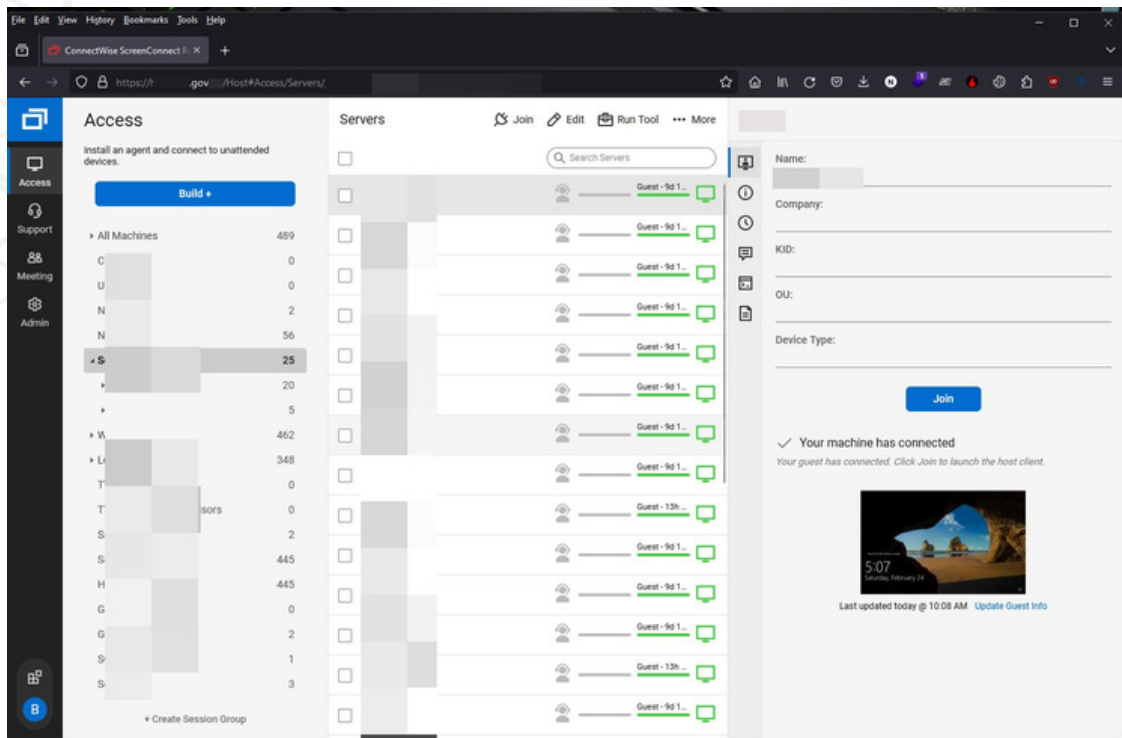 File Edit View History Bookmarks Tools Help
ConnectWise ScreenConnect
https:// .gov /Host#Access/Servers/
Access
Install an agent and connect to unattended
devices.
Build +
Access
Support
Meeting
Admin
All Machines 489
C 0
U 0
N 2
N 56
S 25
20
5
W 462
L 348
T 0
T isors 0
S 2
S 445
H 445
G 0
G 2
S 1
S 3
+ Create Session Group
B
Servers
Join Edit Run Tool ••• More
Search Servers
Guest - 9d 1...
Guest - 9d 1...
Guest - 9d 1...
Guest - 9d 1...
Guest - 9d 1...
Guest - 9d 1...
Guest - 9d 1...
Guest - 9d 1...
Guest - 13h ...
Guest - 9d 1...
Guest - 9d 1...
Guest - 9d 1...
Guest - 13h ...
Guest - 9d 1...
Name:
Company:
KID:
OU:
Device Type:
Join
Your machine has connected
Your guest has connected. Click Join to launch the host client.
5:07
Saturday, February 24
Last updated today @ 10:08 AM Update Guest Info